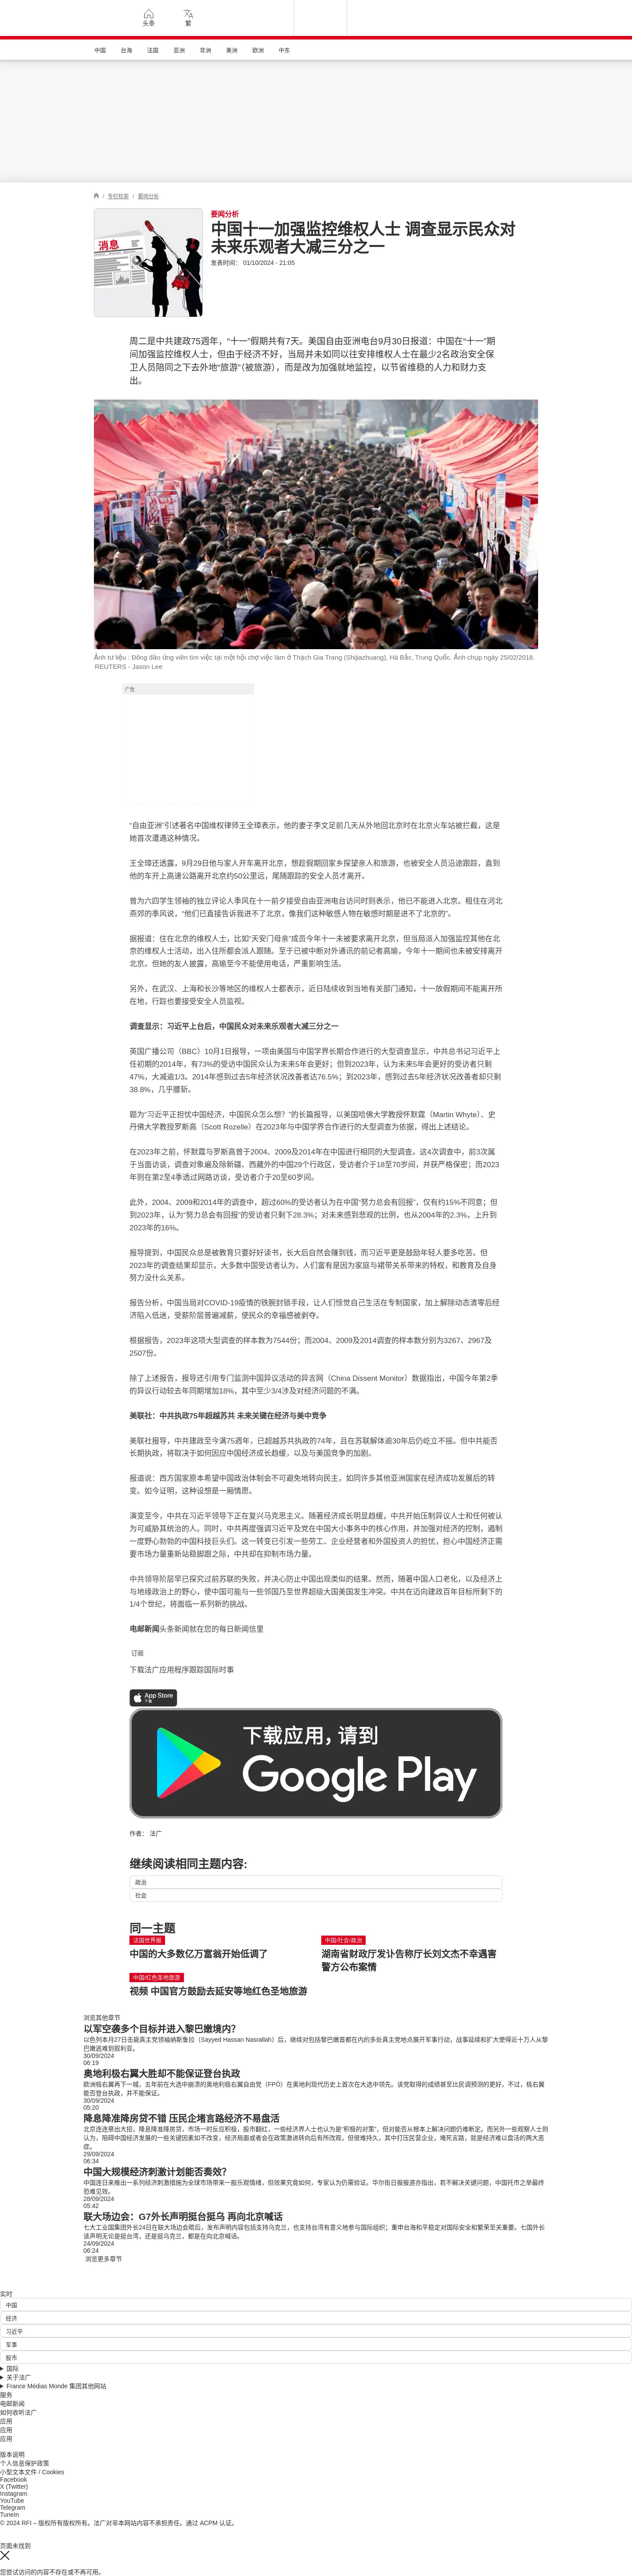 头条
繁
中国
台海
法国
亚洲
非洲
美洲
欧洲
中东
/ 专栏检索 / 要闻分析
消息
要闻分析
中国十一加强监控维权人士 调查显示民众对
未来乐观者大减三分之一
发表时间： 01/10/2024 - 21:05
周二是中共建政75週年，“十一”假期共有7天。美国自由亚洲电台9月30日报道：中国在“十一”期
间加强监控维权人士，但由于经济不好，当局并未如同以往安排维权人士在最少2名政治安全保
卫人员陪同之下去外地“旅游”（被旅游），而是改为加强就地监控，以节省维稳的人力和财力支
出。
Ảnh tư liệu : Đông đảo ứng viên tìm việc tại một hội chợ việc làm ở Thạch Gia Trang (Shijiazhuang), Hà Bắc, Trung Quốc. Ảnh chụp ngày 25/02/2018.
REUTERS - Jason Lee
广告
“自由亚洲”引述著名中国维权律师王全璋表示，他的妻子李文足前几天从外地回北京时在北京火车站被拦截，这是
她首次遭遇这种情况。
王全璋还透露，9月29日他与家人开车离开北京，想趁假期回家乡探望亲人和旅游，也被安全人员沿途跟踪，直到
他的车开上高速公路离开北京约50公里远，尾随跟踪的安全人员才离开。
曾为六四学生领袖的独立评论人季风在十一前夕接受自由亚洲电台访问时则表示，他已不能进入北京。租住在河北
燕郊的季风说，“他们已直接告诉我进不了北京，像我们这种敏感人物在敏感时期是进不了北京的”。
据报道：住在北京的维权人士，比如“天安门母亲”成员今年十一未被要求离开北京，但当局派人加强监控其他在北
京的维权人士活动，出入住所都会派人跟随。至于已被中断对外通讯的前记者高瑜，今年十一期间也未被安排离开
北京。但她的友人披露，高瑜至今不能使用电话，严重影响生活。
另外，在武汉、上海和长沙等地区的维权人士都表示，近日陆续收到当地有关部门通知，十一放假期间不能离开所
在地，行踪也要接受安全人员监视。
调查显示：习近平上台后，中国民众对未来乐观者大减三分之一
英国广播公司（BBC）10月1日报导，一项由美国与中国学界长期合作进行的大型调查显示，中共总书记习近平上
任初期的2014年，有73%的受访中国民众认为未来5年会更好；但到2023年，认为未来5年会更好的受访者只剩
47%，大减逾1/3。2014年感到过去5年经济状况改善者达76.5%；到2023年，感到过去5年经济状况改善者却只剩
38.8%，几乎腰斩。
题为“习近平正担忧中国经济，中国民众怎么想？”的长篇报导，以美国哈佛大学教授怀默霆（Martin Whyte）、史
丹佛大学教授罗斯高（Scott Rozelle）在2023年与中国学界合作进行的大型调查为依据，得出上述结论。
在2023年之前，怀默霆与罗斯高曾于2004、2009及2014年在中国进行相同的大型调查。这4次调查中，前3次属
于当面访谈，调查对象遍及除新疆、西藏外的中国29个行政区，受访者介于18至70岁间，并获严格保密；而2023
年则在第2至4季透过网路访谈，受访者介于20至60岁间。
此外，2004、2009和2014年的调查中，超过60%的受访者认为在中国“努力总会有回报”，仅有约15%不同意；但
到2023年，认为“努力总会有回报”的受访者只剩下28.3%；对未来感到悲观的比例，也从2004年的2.3%，上升到
2023年的16%。
报导提到，中国民众总是被教育只要好好读书，长大后自然会赚到钱，而习近平更是鼓励年轻人要多吃苦。但
2023年的调查结果却显示，大多数中国受访者认为，人们富有是因为家庭与裙带关系带来的特权，和教育及自身
努力没什么关系。
报告分析，中国当局对COVID-19疫情的铁腕封锁手段，让人们惊觉自己生活在专制国家，加上解除动态清零后经
济陷入低迷，受薪阶层普遍减薪，使民众的幸福感被剥夺。
根据报告，2023年这项大型调查的样本数为7544份；而2004、2009及2014调查的样本数分别为3267、2967及
2507份。
除了上述报告，报导还引用专门监测中国异议活动的异言网（China Dissent Monitor）数据指出，中国今年第2季
的异议行动较去年同期增加18%，其中至少3/4涉及对经济问题的不满。
美联社：中共执政75年超越苏共 未来关键在经济与美中竞争
美联社报导，中共建政至今满75週年，已超越苏共执政的74年，且在苏联解体逾30年后仍屹立不摇。但中共能否
长期执政，将取决于如何因应中国经济成长趋缓，以及与美国竞争的加剧。
报道说：西方国家原本希望中国政治体制会不可避免地转向民主，如同许多其他亚洲国家在经济成功发展后的转
变。如今证明，这种设想是一厢情愿。
演变至今，中共在习近平领导下正在复兴马克思主义。随著经济成长明显趋缓，中共开始压制异议人士和任何被认
为可威胁其统治的人。同时，中共再度强调习近平及党在中国大小事务中的核心作用，并加强对经济的控制，遏制
一度野心勃勃的中国科技巨头们。这一转变已引发一些劳工、企业经营者和外国投资人的担忧，担心中国经济正需
要市场力量重新站稳脚跟之际，中共却在抑制市场力量。
中共领导阶层早已探究过前苏联的失败，并决心防止中国出现类似的结果。然而，随著中国人口老化，以及经济上
与地缘政治上的野心，使中国可能与一些邻国乃至世界超级大国美国发生冲突。中共在迈向建政百年目标所剩下的
1/4个世纪，将面临一系列新的挑战。
电邮新闻头条新闻就在您的每日新闻信里
订阅
下载法广应用程序跟踪国际时事
App Store
下载
下载应用，请到
Google Play
作者： 法广
继续阅读相同主题内容:
政治
社会
同一主题
法国世界报
中国的大多数亿万富翁开始低调了
中国/社会/政治
湖南省财政厅发讣告称厅长刘文杰不幸遇害
警方公布案情
中国/红色圣地旅游
视频 中国官方鼓励去延安等地红色圣地旅游
浏览其他章节
以军空袭多个目标并进入黎巴嫩境内?
以色列本月27日击毙真主党领袖纳斯鲁拉（Sayyed Hassan Nasrallah）后，继续对包括黎巴嫩首都在内的多处真主党地点展开军事行动，战事延续和扩大使得近十万人从黎
巴嫩逃难到叙利亚。
30/09/2024
06:19
奥地利极右翼大胜却不能保证登台执政
欧洲极右翼再下一城，五年前在大选中崩溃的奥地利极右翼自由党（FPÖ）在奥地利现代历史上首次在大选中领先。该党取得的成绩甚至比民调预测的更好，不过，极右翼
能否登台执政，并不能保证。
30/09/2024
05:20
降息降准降房贷不错 压民企堵言路经济不易盘活
北京连连祭出大招，降息降准降房贷，市场一时反应积极，股市翻红，一些经济界人士也认为是“积极的对策”，但对能否从根本上解决问题仍难断定。而另外一些观察人士则
认为，阻碍中国经济发展的一些关键因素如不改变，经济局面或者会在政策激进转向后有所改观，但很难持久，其中打压民营企业，堵死言路，就是经济难以盘活的两大恶
症。
29/09/2024
06:34
中国大规模经济刺激计划能否奏效？
中国连日来推出一系列经济刺激措施为全球市场带来一股乐观情绪，但效果究竟如何，专家认为仍需验证。华尔街日报报道亦指出，若不解决关键问题，中国托市之举最终
恐难见效。
28/09/2024
05:42
联大场边会：G7外长声明挺台挺乌 再向北京喊话
七大工业国集团外长24日在联大场边会晤后，发布声明内容包括支持乌克兰，也支持台湾有意义地参与国际组织；重申台海和平稳定对国际安全和繁荣至关重要。七国外长
该声明无论是挺台湾，还是挺乌克兰，都是在向北京喊话。
24/09/2024
06:24
浏览更多章节
实时
中国
经济
习近平
军事
股市
国际
关于法广
France Médias Monde 集团其他网站
服务
电邮新闻
如何收听法广
应用
应用
应用
版本说明
个人信息保护政策
小型文本文件 / Cookies
Facebook
X (Twitter)
Instagram
YouTube
Telegram
TuneIn
© 2024 RFI – 版权所有版权所有。法广对非本网站内容不承担责任。通过 ACPM 认证。
页面未找到
您尝试访问的内容不存在或不再可用。